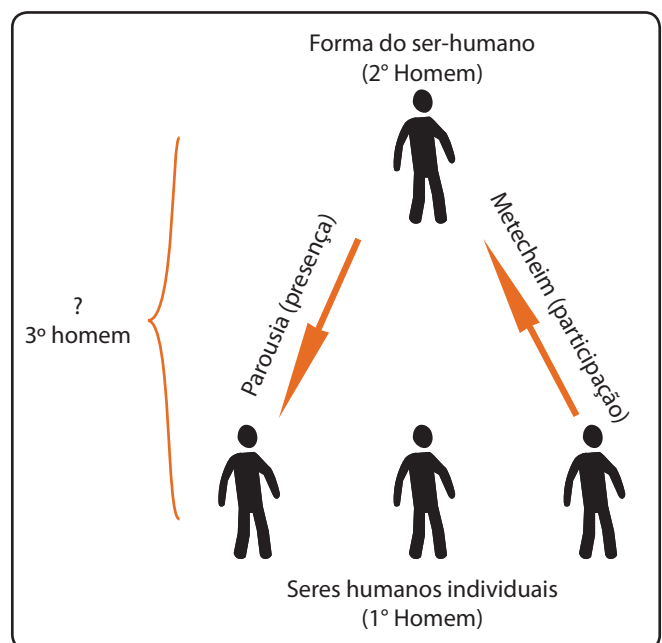 Forma do ser-humano
(2° Homem)
Parousia (presença)
Metecheim (participação)
?
3º homem
Seres humanos individuais
(1° Homem)